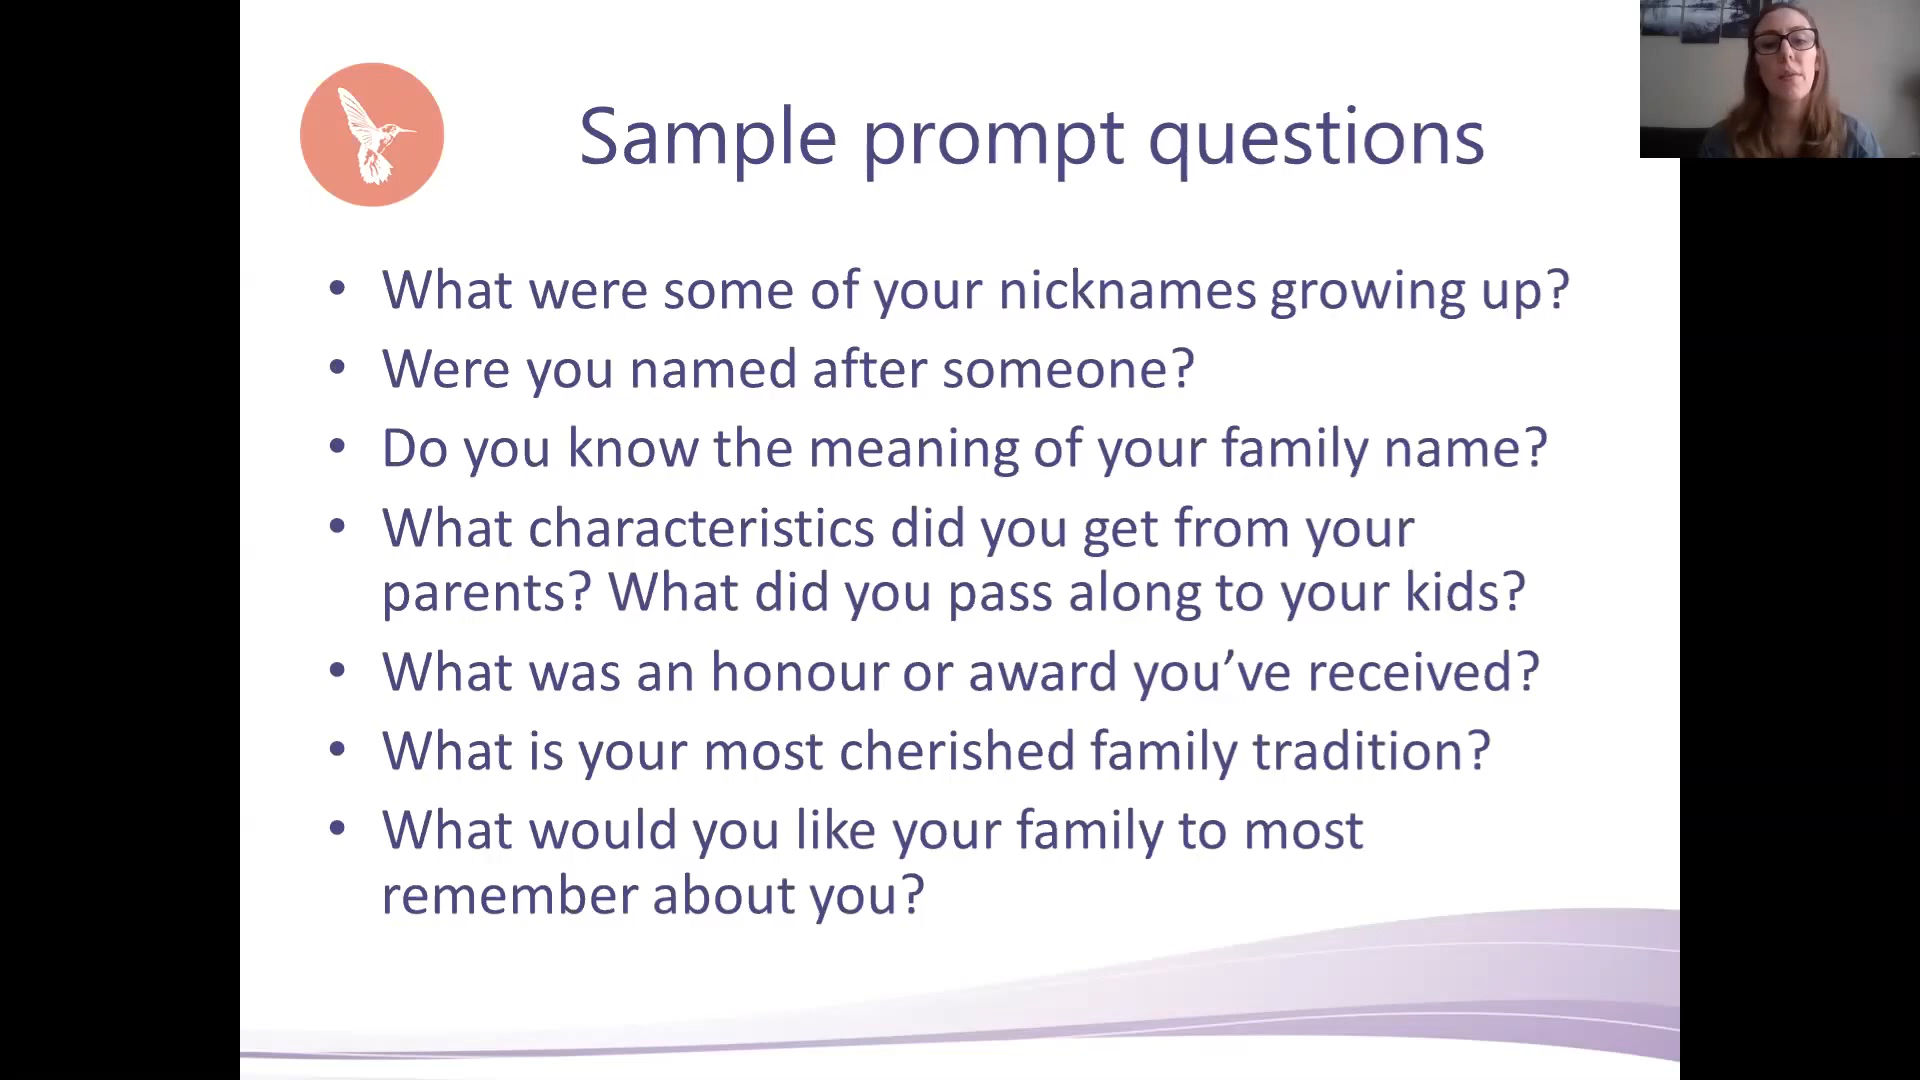 Sample prompt questions
• What were some of your nicknames growing up?
• Were you named after someone?
• Do you know the meaning of your family name?
• What characteristics did you get from your
parents? What did you pass along to your kids?
• What was an honour or award you’ve received?
• What is your most cherished family tradition?
• What would you like your family to most
remember about you?